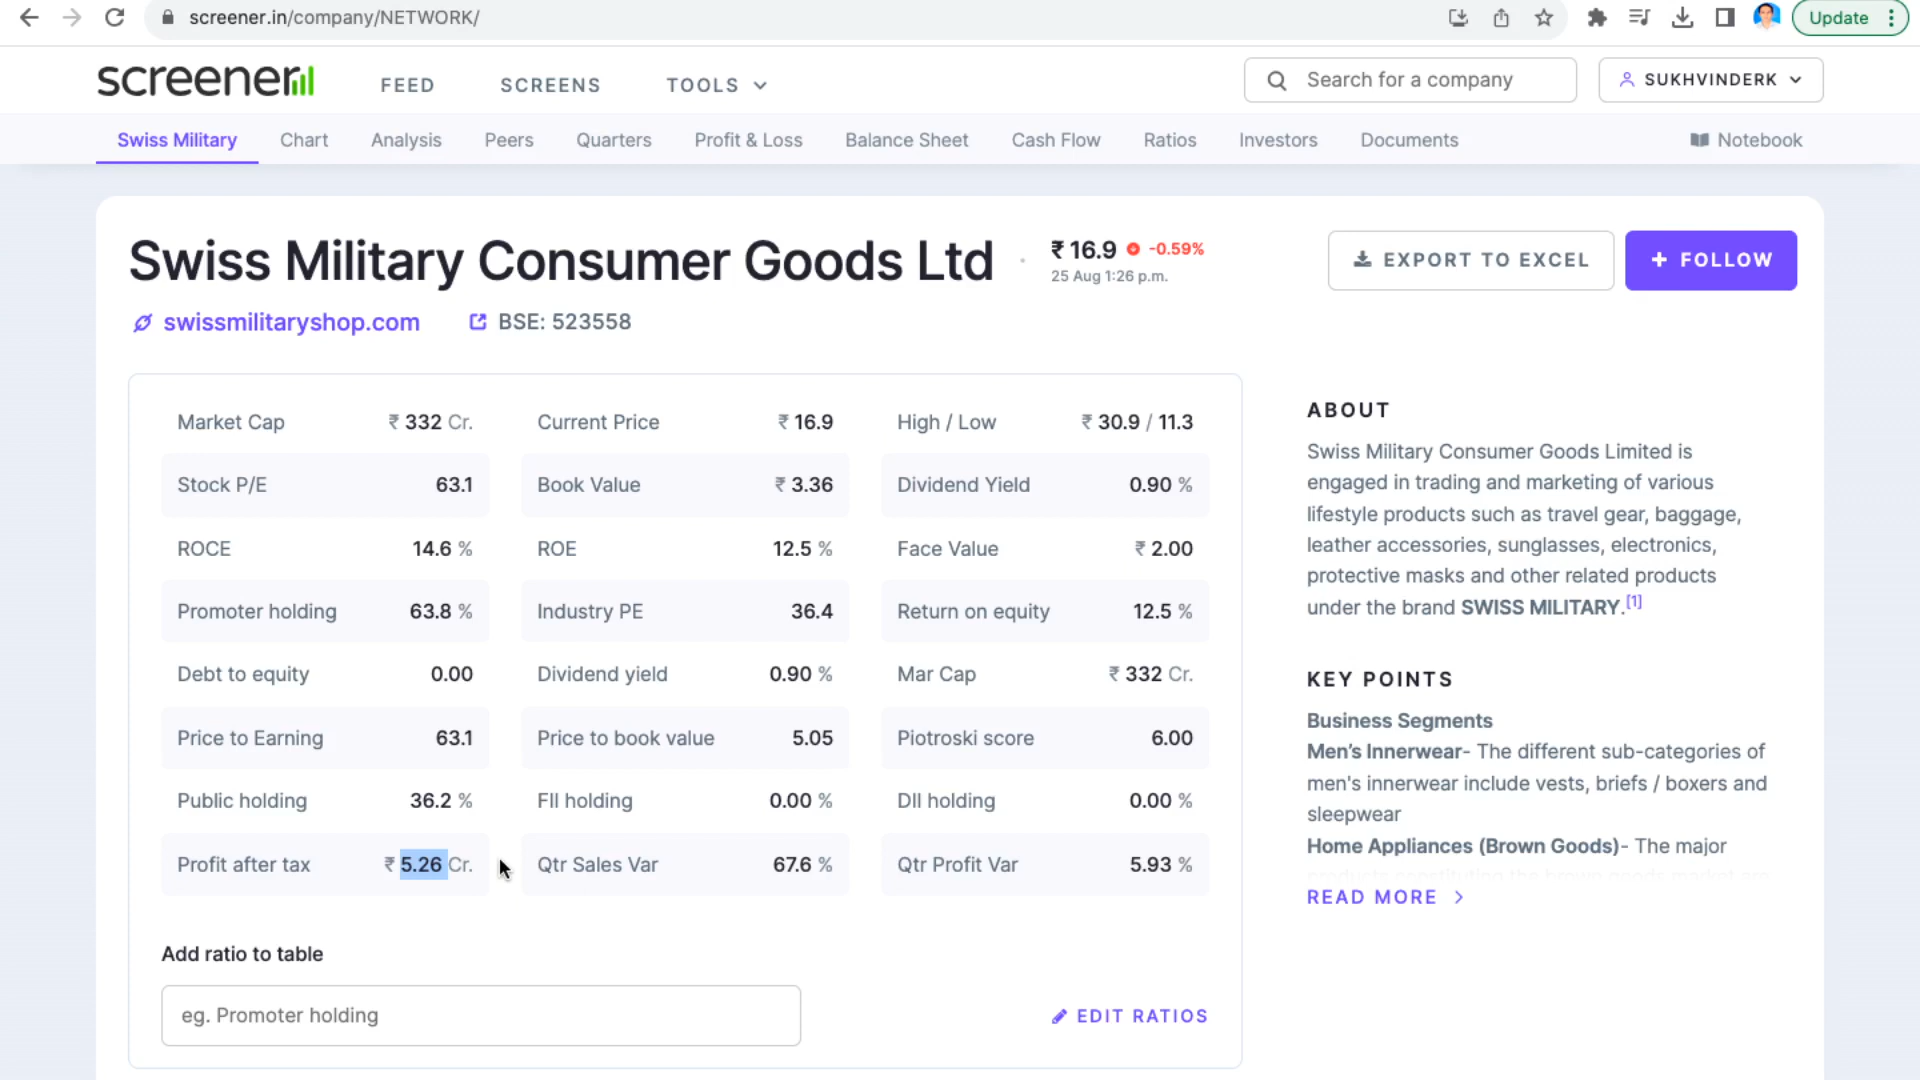 screener.in/company/NETWORK/
Update
screener
FEED
SCREENS
TOOLS
Search for a company
SUKHVINDERK
Swiss Military
Chart
Analysis
Peers
Quarters
Profit & Loss
Balance Sheet
Cash Flow
Ratios
Investors
Documents
Notebook
Swiss Military Consumer Goods Ltd
₹ 16.9 -0.59%
25 Aug 1:26 p.m.
EXPORT TO EXCEL
+ FOLLOW
swissmilitaryshop.com
BSE: 523558
Market Cap ₹ 332 Cr.
Current Price ₹ 16.9
High / Low ₹ 30.9 / 11.3
Stock P/E 63.1
Book Value ₹ 3.36
Dividend Yield 0.90 %
ROCE 14.6 %
ROE 12.5 %
Face Value ₹ 2.00
Promoter holding 63.8 %
Industry PE 36.4
Return on equity 12.5 %
Debt to equity 0.00
Dividend yield 0.90 %
Mar Cap ₹ 332 Cr.
Price to Earning 63.1
Price to book value 5.05
Piotroski score 6.00
Public holding 36.2 %
FII holding 0.00 %
DII holding 0.00 %
Profit after tax ₹ 5.26 Cr.
Qtr Sales Var 67.6 %
Qtr Profit Var 5.93 %
Add ratio to table
eg. Promoter holding
EDIT RATIOS
ABOUT
Swiss Military Consumer Goods Limited is
engaged in trading and marketing of various
lifestyle products such as travel gear, baggage,
leather accessories, sunglasses, electronics,
protective masks and other related products
under the brand SWISS MILITARY.[1]
KEY POINTS
Business Segments
Men’s Innerwear- The different sub-categories of
men's innerwear include vests, briefs / boxers and
sleepwear
Home Appliances (Brown Goods)- The major
READ MORE